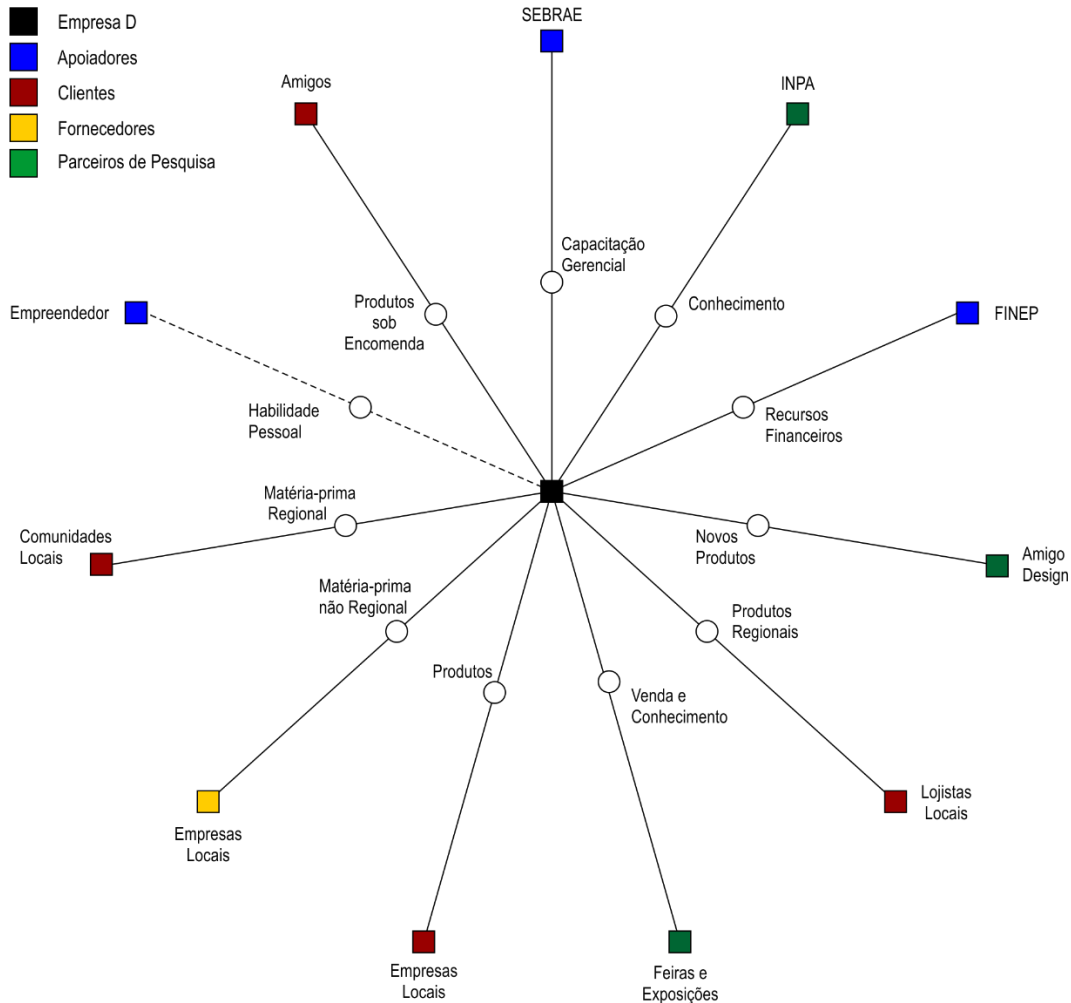 Empresa D
Apoiadores
Clientes
Fornecedores
Parceiros de Pesquisa
SEBRAE
Amigos
INPA
Capacitação
Gerencial
Produtos
sob
Encomenda
Conhecimento
Empreendedor
FINEP
Habilidade
Pessoal
Recursos
Financeiros
Matéria-prima
Regional
Comunidades
Locais
Novos
Produtos
Amigo
Design
Matéria-prima
não Regional
Produtos
Regionais
Produtos
Venda e
Conhecimento
Lojistas
Locais
Empresas
Locais
Empresas
Locais
Feiras e
Exposições